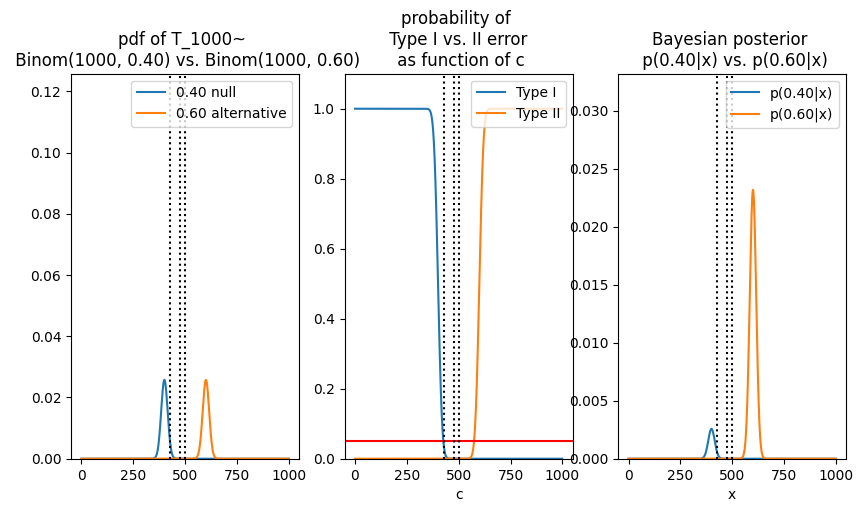 pdf of T_1000~
Binom(1000, 0.40) vs. Binom(1000, 0.60)
0.40 null
0.60 alternative
0.12
0.10
0.08
0.06
0.04
0.02
0.00
0
250
500
750
1000
probability of
Type I vs. II error
as function of c
Type I
Type II
1.0
0.8
0.6
0.4
0.2
0.0
0
250
500
750
1000
c
Bayesian posterior
p(0.40|x) vs. p(0.60|x)
p(0.40|x)
p(0.60|x)
0.030
0.025
0.020
0.015
0.010
0.005
0.000
0
250
500
750
1000
x